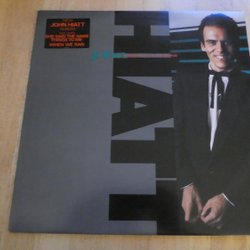 JOHN HIATT
SHE SAID THE SAME
THINGS TO ME
WHEN WE RAN
HIATT